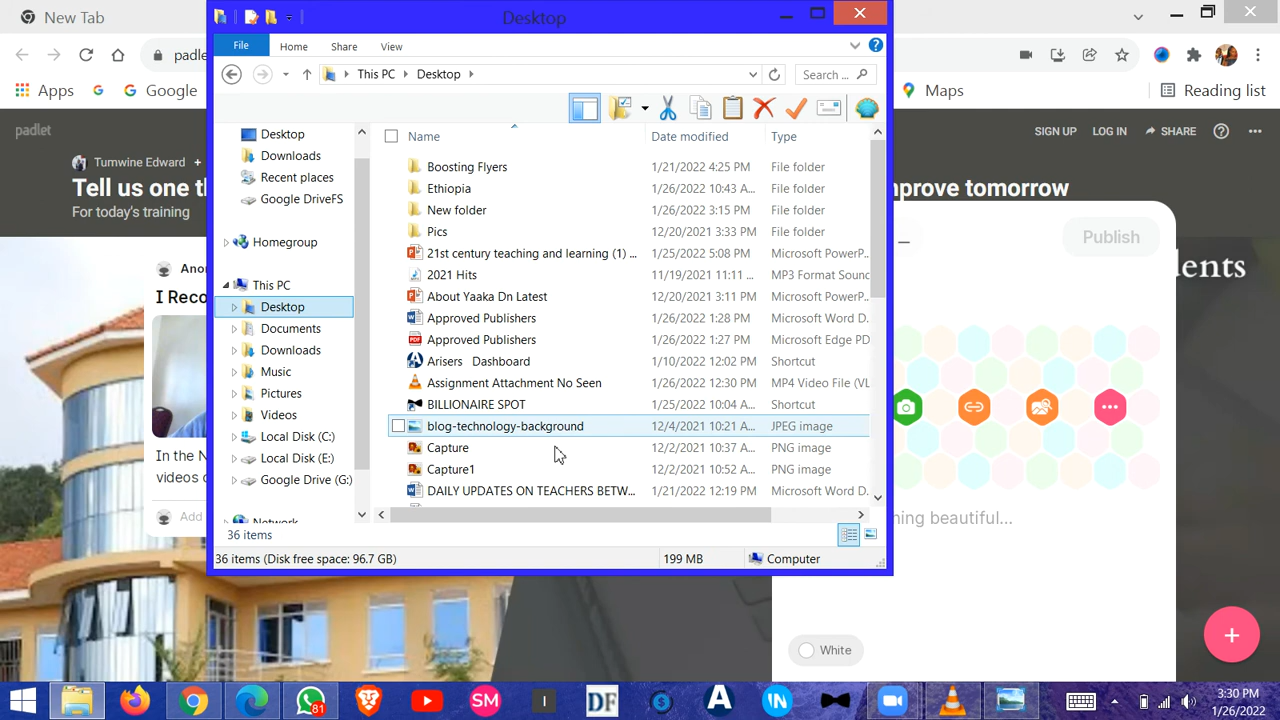 New Tab
Desktop
File Home Share View
This PC Desktop Search ...
padle
Apps
Google
Maps
Reading list
padlet
SIGN UP LOG IN SHARE
Tumwine Edward +
Tell us one th
prove tomorrow
For today's training
Name Date modified Type
Desktop
Downloads
Recent places
Google DriveFS
Homegroup
This PC
Desktop
Documents
Downloads
Music
Pictures
Videos
Local Disk (C:)
Local Disk (E:)
Google Drive (G:)
Network
Boosting Flyers 1/21/2022 4:25 PM File folder
Ethiopia 1/26/2022 10:43 A... File folder
New folder 1/26/2022 3:15 PM File folder
Pics 12/20/2021 3:33 PM File folder
21st century teaching and learning (1) ... 1/25/2022 5:08 PM Microsoft PowerP...
2021 Hits 11/19/2021 11:11 ... MP3 Format Sound
About Yaaka Dn Latest 12/20/2021 3:11 PM Microsoft PowerP...
Approved Publishers 1/26/2022 1:28 PM Microsoft Word D...
Approved Publishers 1/26/2022 1:27 PM Microsoft Edge PD
Arisers Dashboard 1/10/2022 12:02 PM Shortcut
Assignment Attachment No Seen 1/26/2022 12:30 PM MP4 Video File (VL
BILLIONAIRE SPOT 1/25/2022 10:04 A... Shortcut
blog-technology-background 12/4/2021 10:21 A... JPEG image
Capture 12/2/2021 10:37 A... PNG image
Capture1 12/2/2021 10:52 A... PNG image
DAILY UPDATES ON TEACHERS BETW... 1/21/2022 12:19 PM Microsoft Word D...
36 items
36 items (Disk free space: 96.7 GB) 199 MB Computer
Anor
I Reco
In the N
videos c
Add
Publish
dents
hing beautiful...
White
81
SM
I
DF
A
IN
3:30 PM
1/26/2022